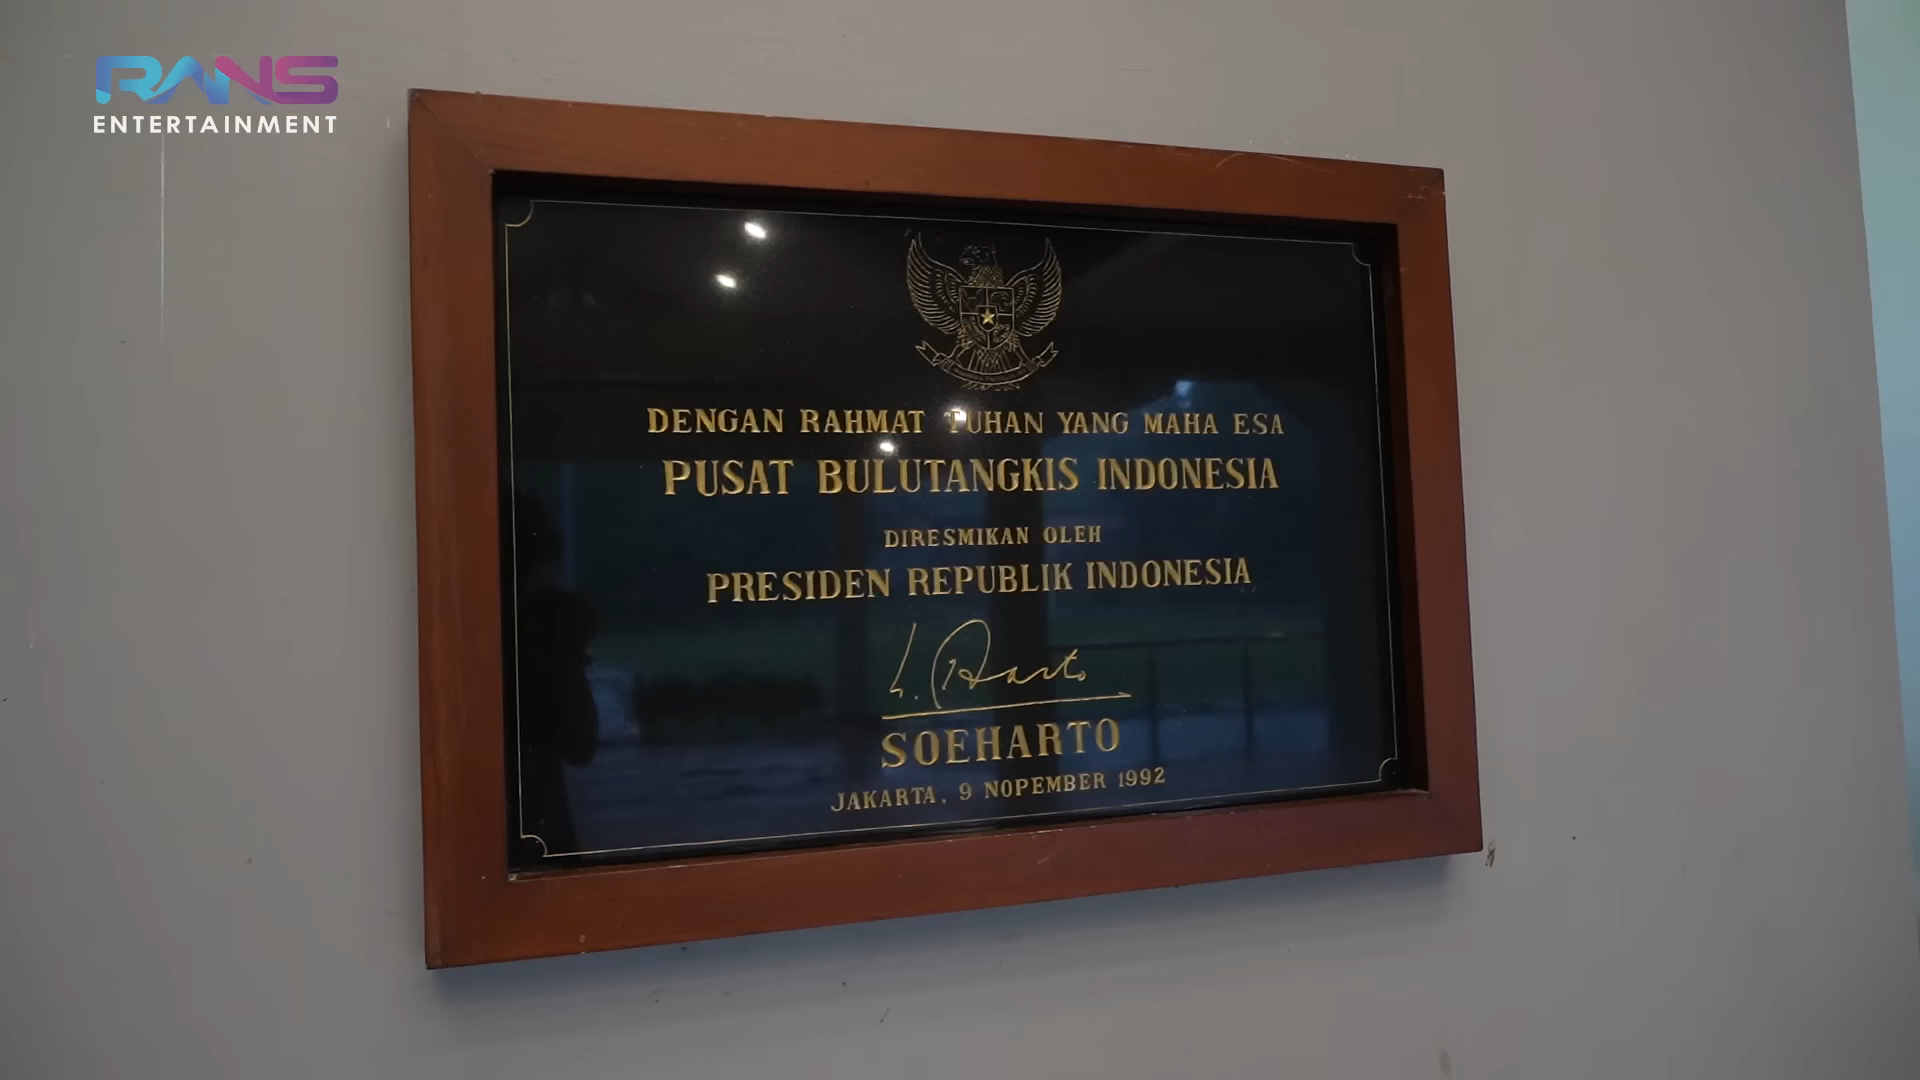 RANS
ENTERTAINMENT
DENGAN RAHMAT TUHAN YANG MAHA ESA
PUSAT BULUTANGKIS INDONESIA
DIRESMIKAN OLEH
PRESIDEN REPUBLIK INDONESIA
SOEHARTO
JAKARTA, 9 NOPEMBER 1992